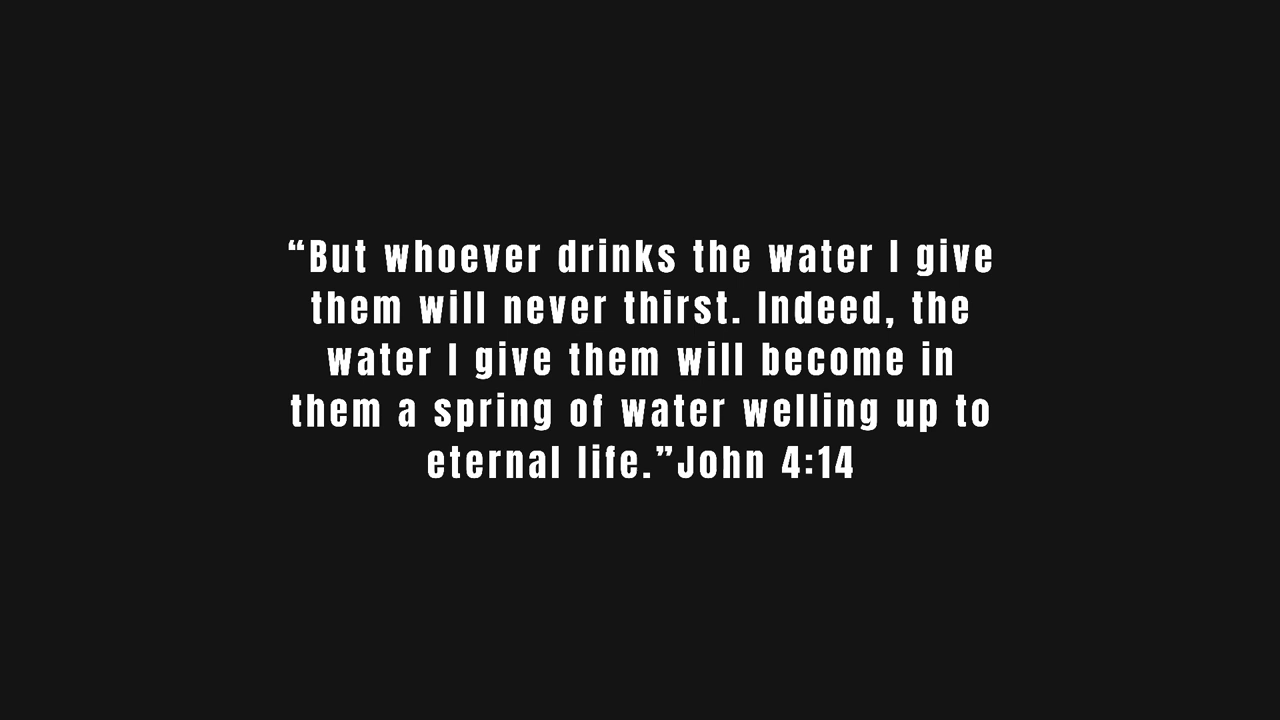 “But whoever drinks the water I give
them will never thirst. Indeed, the
water I give them will become in
them a spring of water welling up to
eternal life.”John 4:14